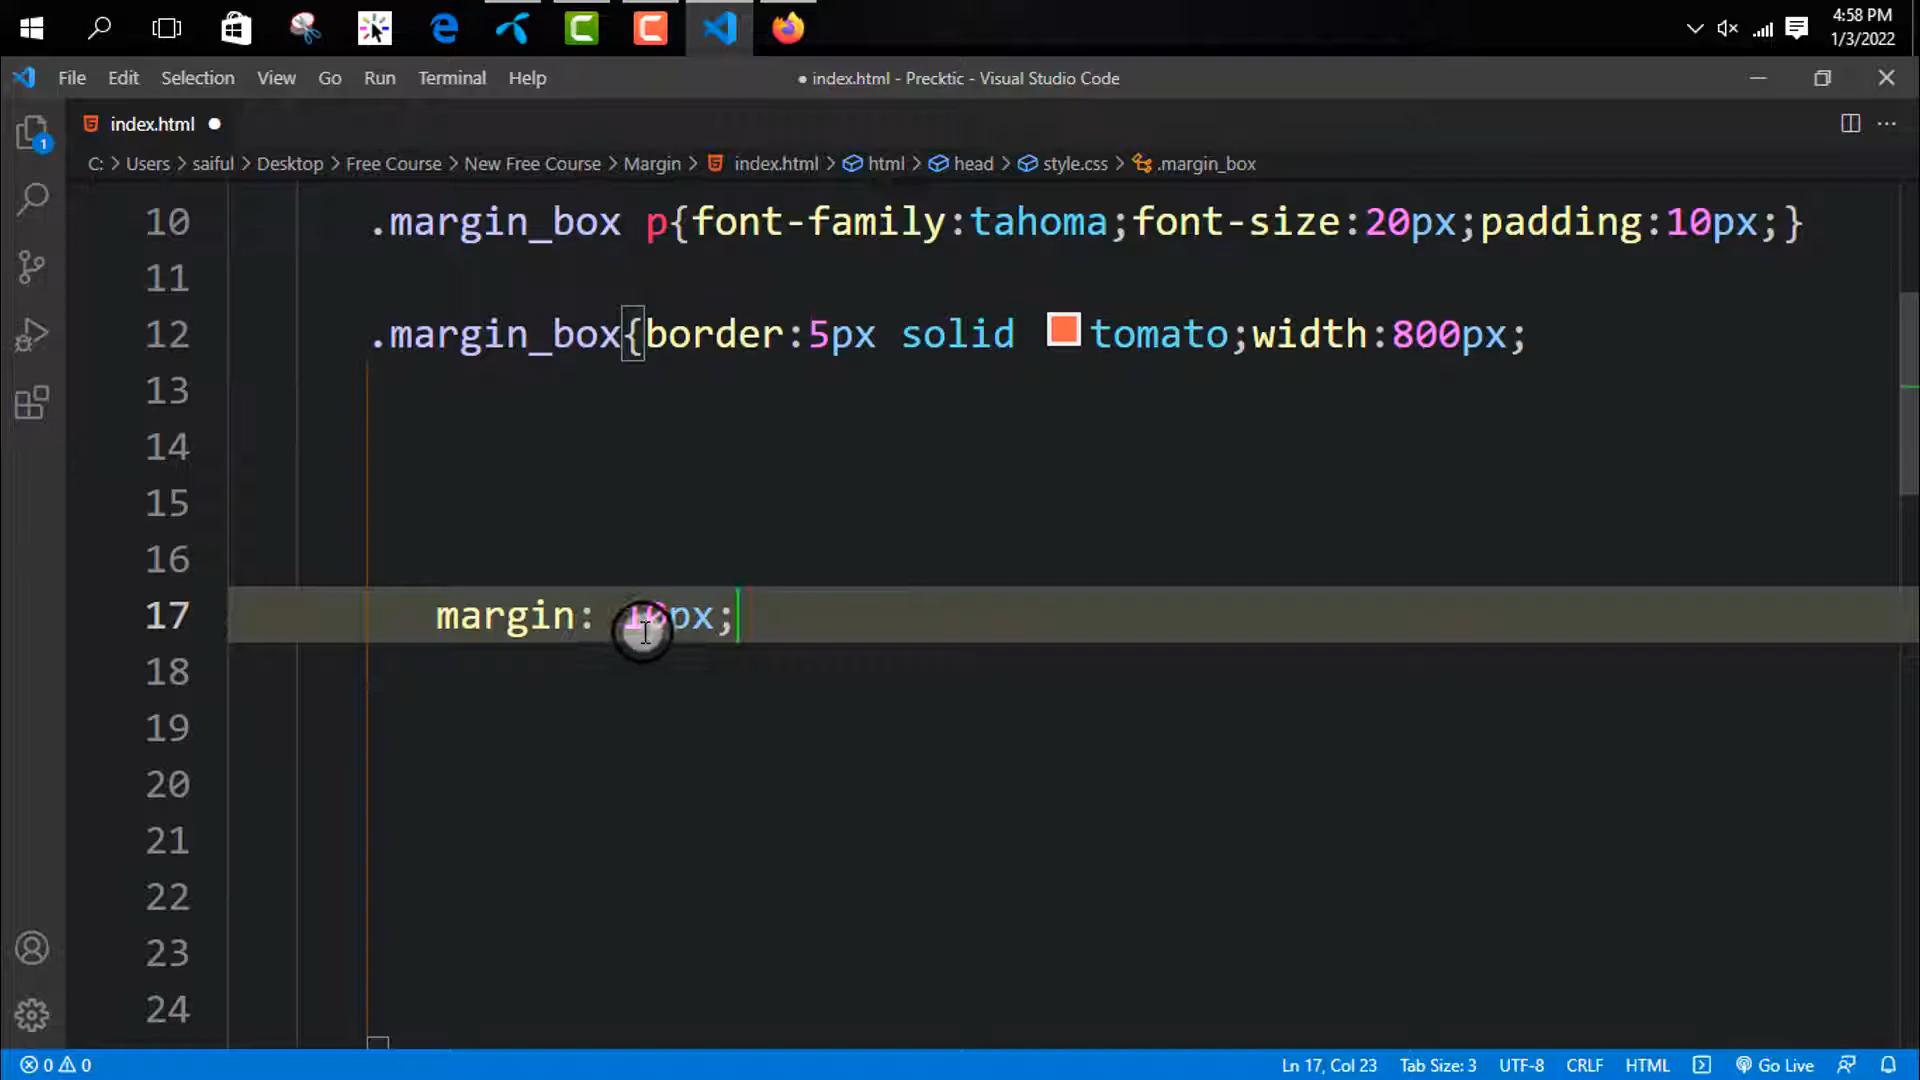 4:58 PM
1/3/2022
File Edit Selection View Go Run Terminal Help
● index.html - Precktic - Visual Studio Code
index.html ●
C: > Users > saiful > Desktop > Free Course > New Free Course > Margin > index.html > html > head > style.css > .margin_box
10 .margin_box p{font-family:tahoma;font-size:20px;padding:10px;}
11
12 .margin_box{border:5px solid tomato;width:800px;
13
14
15
16
17 margin: 10px;
18
19
20
21
22
23
24
1
0 0 Ln 17, Col 23 Tab Size: 3 UTF-8 CRLF HTML Go Live